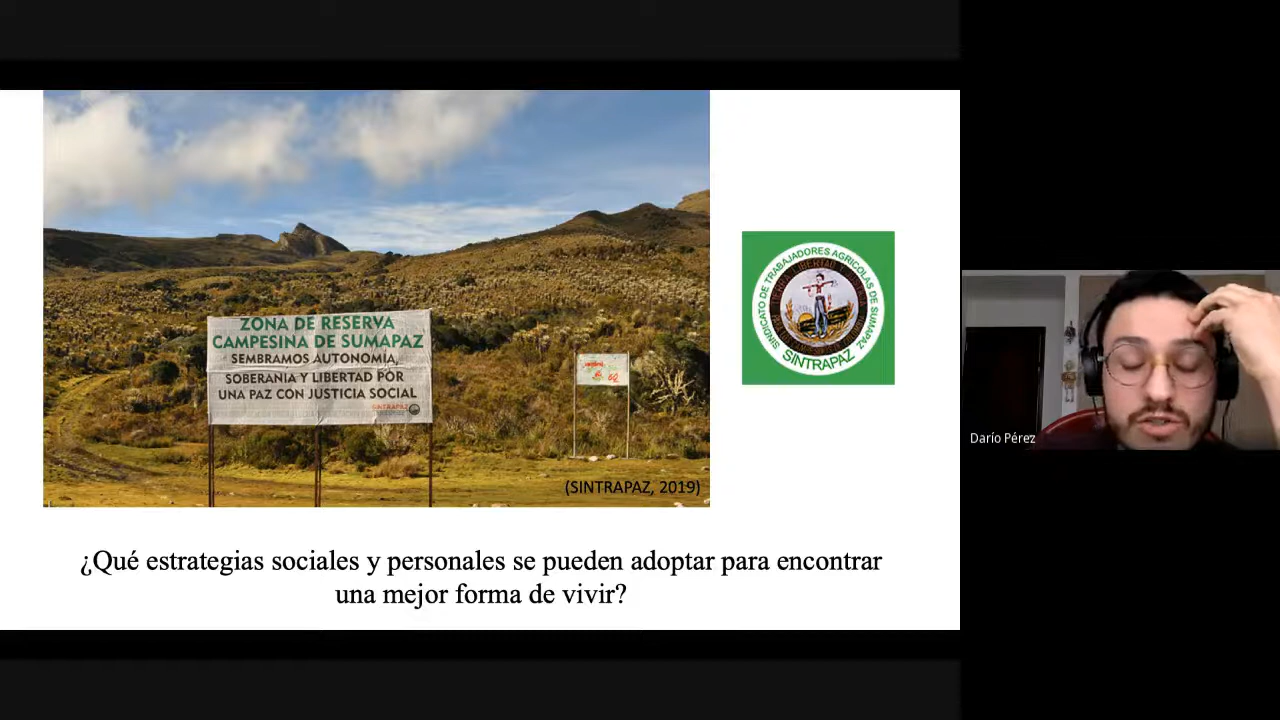 ZONA DE RESERVA
CAMPESINA DE SUMAPAZ
SEMBRAMOS AUTONOMÍA,
SOBERANIA Y LIBERTAD POR
UNA PAZ CON JUSTICIA SOCIAL
SINTRAPAZ
(SINTRAPAZ, 2019)
SINDICATO DE TRABAJADORES AGRICOLAS DE SUMAPAZ
SINTRAPAZ
¿Qué estrategias sociales y personales se pueden adoptar para encontrar
una mejor forma de vivir?
Darío Pérez